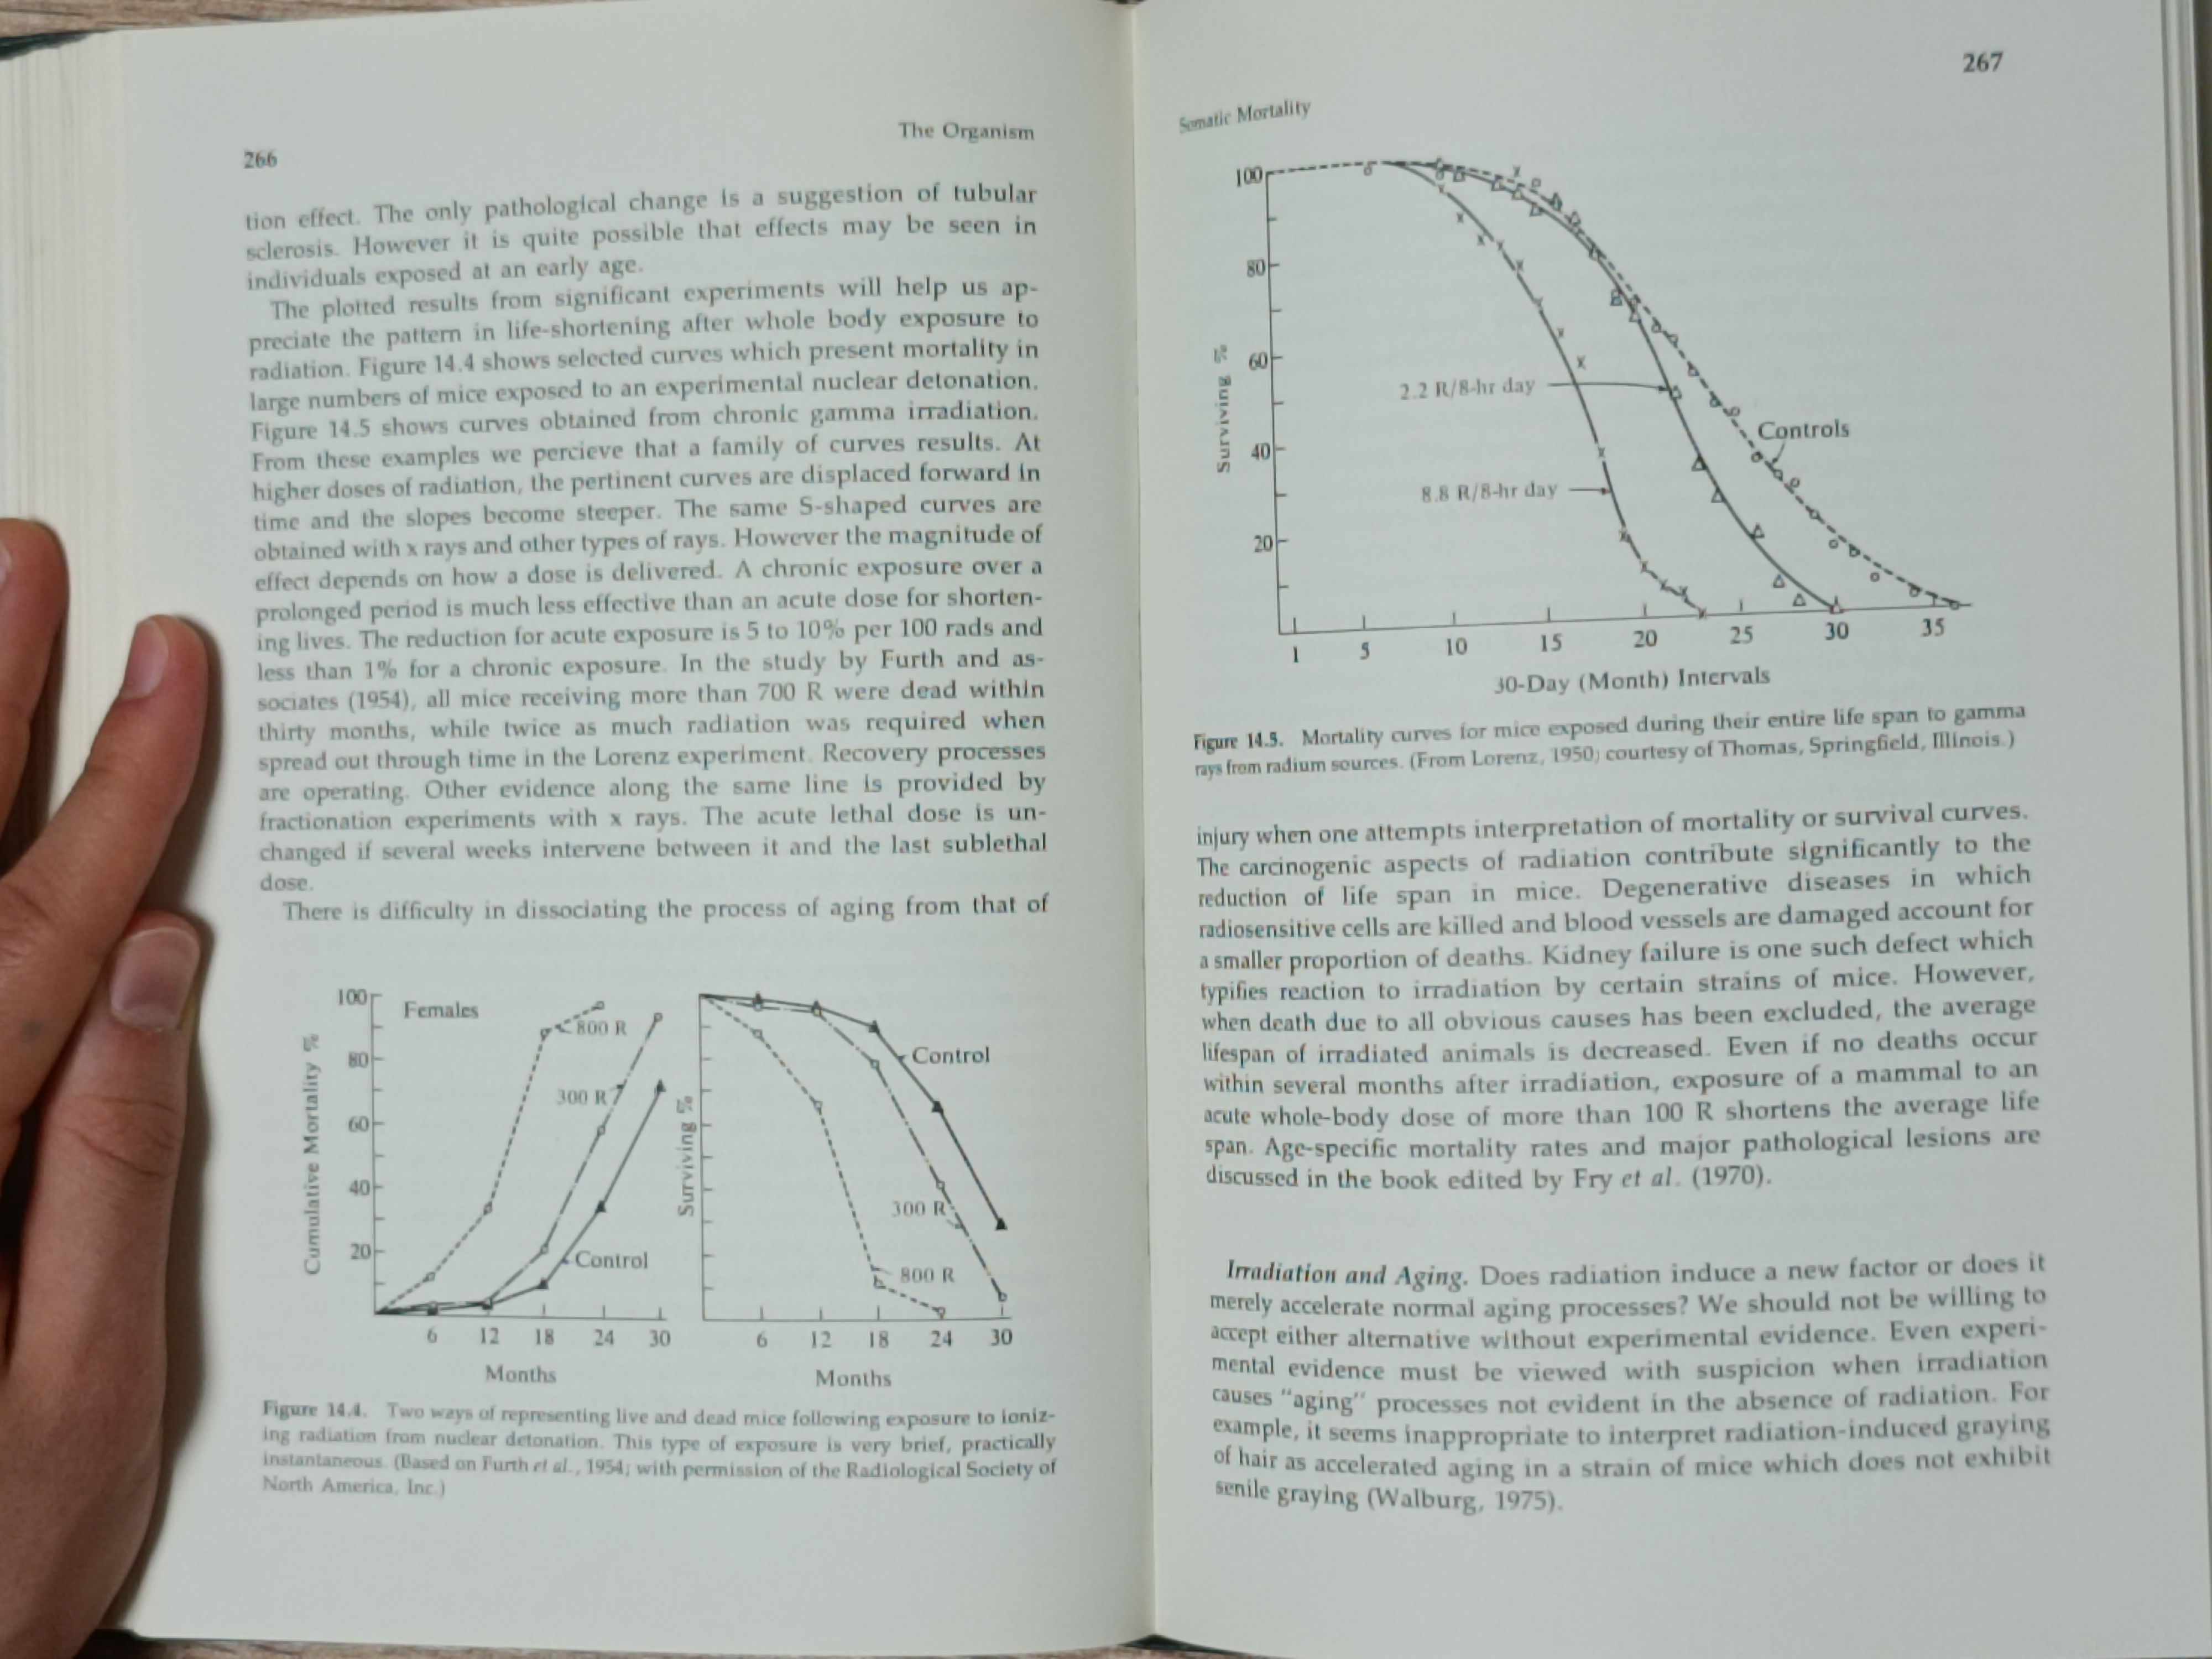 266
The Organism
tion effect. The only pathological change is a suggestion of tubular
sclerosis. However it is quite possible that effects may be seen in
individuals exposed at an early age.
The plotted results from significant experiments will help us ap-
preciate the pattern in life-shortening after whole body exposure to
radiation. Figure 14.4 shows selected curves which present mortality in
large numbers of mice exposed to an experimental nuclear detonation.
Figure 14.5 shows curves obtained from chronic gamma irradiation.
From these examples we percieve that a family of curves results. At
higher doses of radiation, the pertinent curves are displaced forward in
time and the slopes become steeper. The same S-shaped curves are
obtained with x rays and other types of rays. However the magnitude of
effect depends on how a dose is delivered. A chronic exposure over a
prolonged period is much less effective than an acute dose for shorten-
ing lives. The reduction for acute exposure is 5 to 10% per 100 rads and
less than 1% for a chronic exposure. In the study by Furth and as-
sociates (1954), all mice receiving more than 700 R were dead within
thirty months, while twice as much radiation was required when
spread out through time in the Lorenz experiment. Recovery processes
are operating. Other evidence along the same line is provided by
fractionation experiments with x rays. The acute lethal dose is un-
changed if several weeks intervene between it and the last sublethal
dose.
There is difficulty in dissociating the process of aging from that of
Cumulative Mortality %
100
80
60
40
20
Females
800 R
300 R
Control
6 12 18 24 30
Months
Surviving %
Control
300 R
800 R
6 12 18 24 30
Months
Figure 14.4. Two ways of representing live and dead mice following exposure to ioniz-
ing radiation from nuclear detonation. This type of exposure is very brief, practically
instantaneous. (Based on Furth et al., 1954; with permission of the Radiological Society of
North America, Inc.)
267
Somatic Mortality
Surviving %
100
80
60
40
20
2.2 R/8-hr day
Controls
8.8 R/8-hr day
1 5 10 15 20 25 30 35
30-Day (Month) Intervals
Figure 14.5. Mortality curves for mice exposed during their entire life span to gamma
rays from radium sources. (From Lorenz, 1950; courtesy of Thomas, Springfield, Illinois.)
injury when one attempts interpretation of mortality or survival curves.
The carcinogenic aspects of radiation contribute significantly to the
reduction of life span in mice. Degenerative diseases in which
radiosensitive cells are killed and blood vessels are damaged account for
a smaller proportion of deaths. Kidney failure is one such defect which
typifies reaction to irradiation by certain strains of mice. However,
when death due to all obvious causes has been excluded, the average
lifespan of irradiated animals is decreased. Even if no deaths occur
within several months after irradiation, exposure of a mammal to an
acute whole-body dose of more than 100 R shortens the average life
span. Age-specific mortality rates and major pathological lesions are
discussed in the book edited by Fry et al. (1970).
Irradiation and Aging. Does radiation induce a new factor or does it
merely accelerate normal aging processes? We should not be willing to
accept either alternative without experimental evidence. Even experi-
mental evidence must be viewed with suspicion when irradiation
causes "aging" processes not evident in the absence of radiation. For
example, it seems inappropriate to interpret radiation-induced graying
of hair as accelerated aging in a strain of mice which does not exhibit
senile graying (Walburg, 1975).